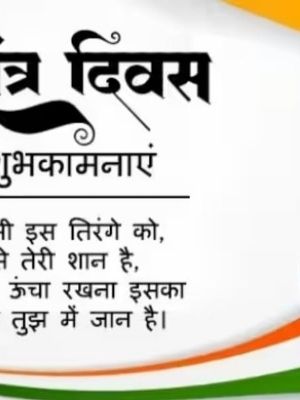 त्र दिवस
शुभकामनाएं
इस तिरंगे को,
तेरी शान है,
ऊंचा रखना इसका
तुझ में जान है।